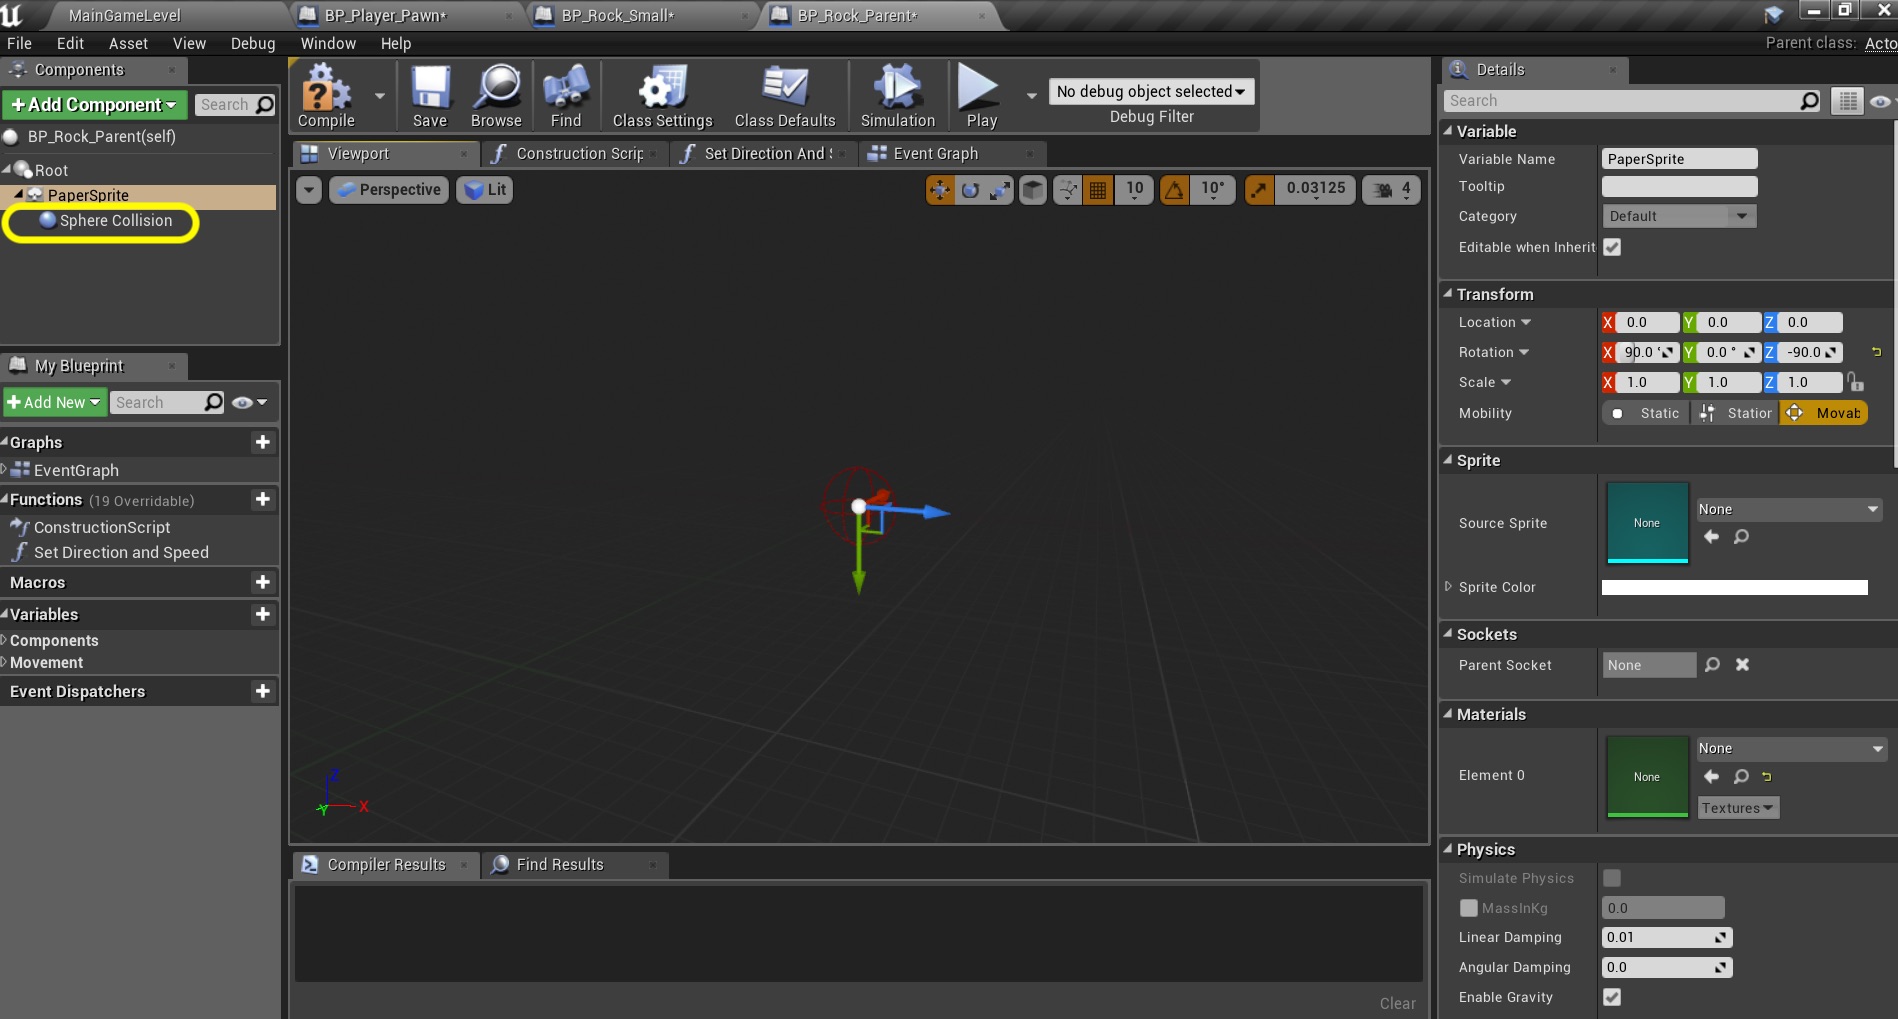 MainGameLevel
BP_Player_Pawn*
BP_Rock_Small*
BP_Rock_Parent*
File Edit Asset View Debug Window Help
Parent class: Acto
Components
+Add Component
Search
BP_Rock_Parent(self)
Root
PaperSprite
Sphere Collision
My Blueprint
+Add New
Search
Graphs
EventGraph
Functions (19 Overridable)
ConstructionScript
Set Direction and Speed
Macros
Variables
Components
Movement
Event Dispatchers
Compile
Save
Browse
Find
Class Settings
Class Defaults
Simulation
Play
No debug object selected
Debug Filter
Viewport
Construction Scrip
Set Direction And S
Event Graph
Perspective
Lit
10
10°
0.03125
4
Z
Y
X
Compiler Results
Find Results
Clear
Details
Search
Variable
Variable Name PaperSprite
Tooltip
Category Default
Editable when Inherit
Transform
Location X 0.0 Y 0.0 Z 0.0
Rotation X 90.0 ° Y 0.0 ° Z -90.0
Scale X 1.0 Y 1.0 Z 1.0
Mobility Static Station Movab
Sprite
Source Sprite None None
Sprite Color
Sockets
Parent Socket None
Materials
Element 0 None None
Textures
Physics
Simulate Physics
MassInKg 0.0
Linear Damping 0.01
Angular Damping 0.0
Enable Gravity